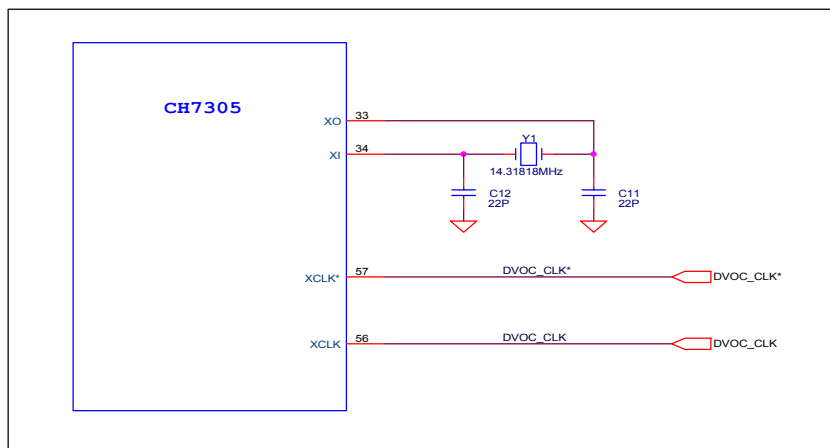 CH7305
XO
33
XI
34
Y1
14.31818MHz
C12
22P
C11
22P
XCLK*
57
DVOC_CLK*
DVOC_CLK*
XCLK
56
DVOC_CLK
DVOC_CLK